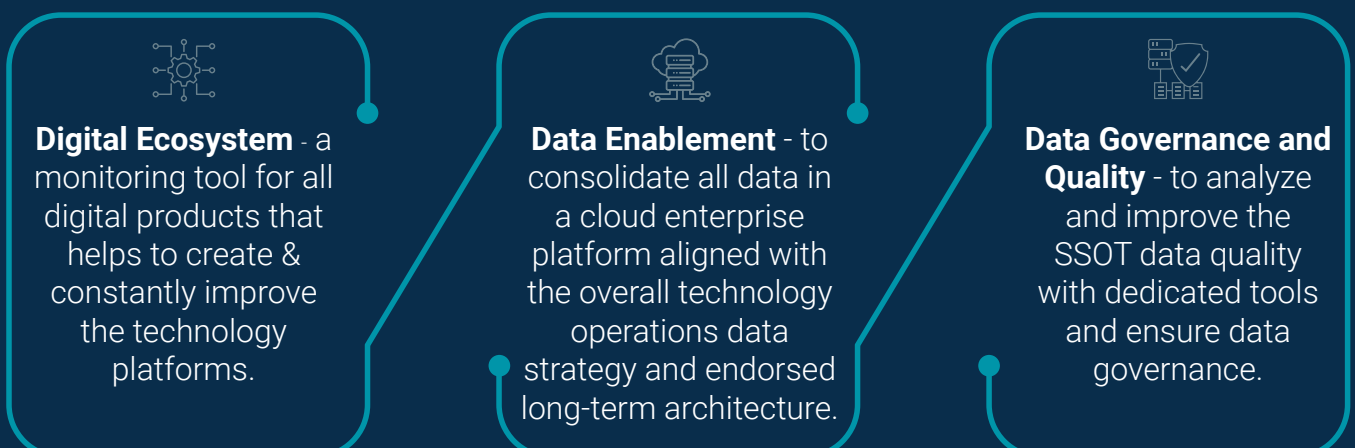 Digital Ecosystem - a
monitoring tool for all
digital products that
helps to create &
constantly improve
the technology
platforms.
Data Enablement - to
consolidate all data in
a cloud enterprise
platform aligned with
the overall technology
operations data
strategy and endorsed
long-term architecture.
Data Governance and
Quality - to analyze
and improve the
SSOT data quality
with dedicated tools
and ensure data
governance.